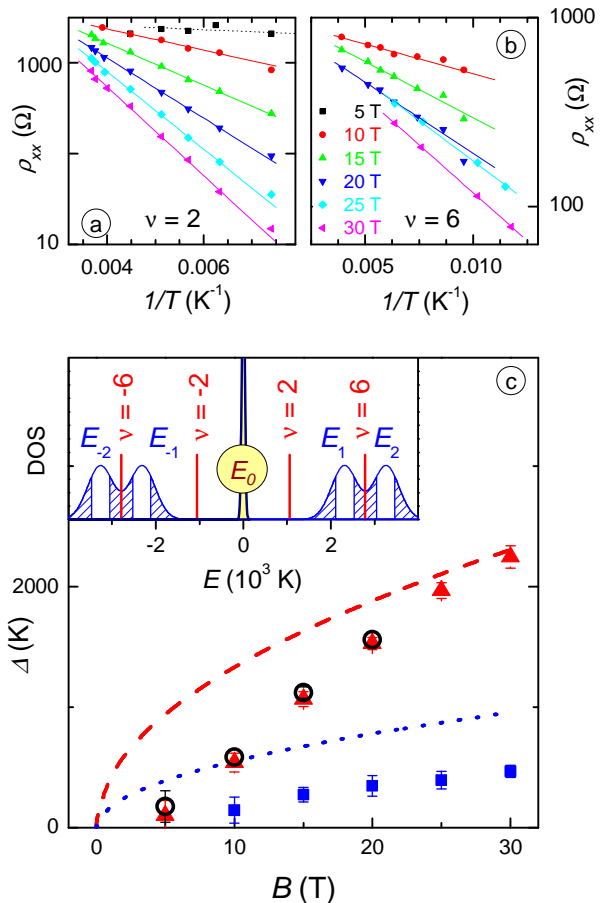 1000
10
ρxx (Ω)
a
ν = 2
0.004
0.006
1/T (K-1)
b
1000
100
ρxx (Ω)
5 T
10 T
15 T
20 T
25 T
30 T
ν = 6
0.005
0.010
1/T (K-1)
c
DOS
E-2
ν = -6
E-1
ν = -2
E0
ν = 2
E1
ν = 6
E2
-2
0
2
E (10³ K)
2000
0
Δ (K)
0
10
20
30
B (T)